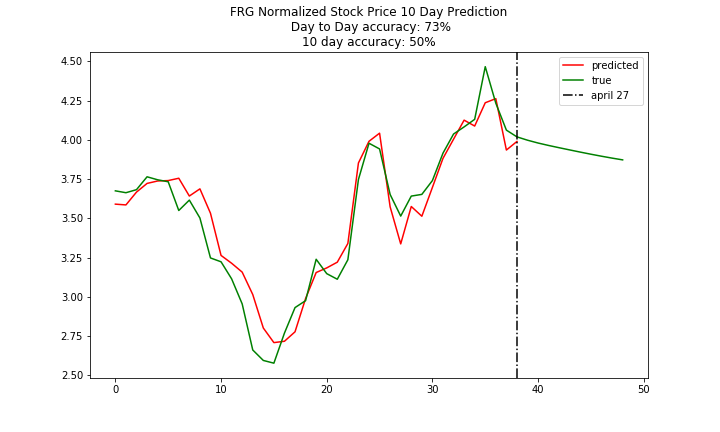 FRG Normalized Stock Price 10 Day Prediction
Day to Day accuracy: 73%
10 day accuracy: 50%
predicted
true
april 27
4.50
4.25
4.00
3.75
3.50
3.25
3.00
2.75
2.50
0 10 20 30 40 50